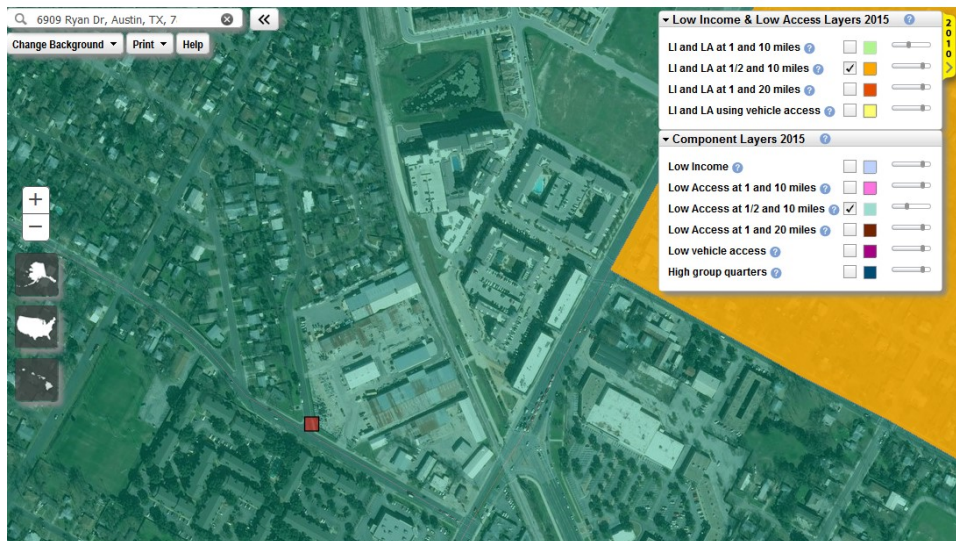 6909 Ryan Dr, Austin, TX, 7
Change Background
Print
Help
Low Income & Low Access Layers 2015
LI and LA at 1 and 10 miles
LI and LA at 1/2 and 10 miles
LI and LA at 1 and 20 miles
LI and LA using vehicle access
Component Layers 2015
Low Income
Low Access at 1 and 10 miles
Low Access at 1/2 and 10 miles
Low Access at 1 and 20 miles
Low vehicle access
High group quarters
2010